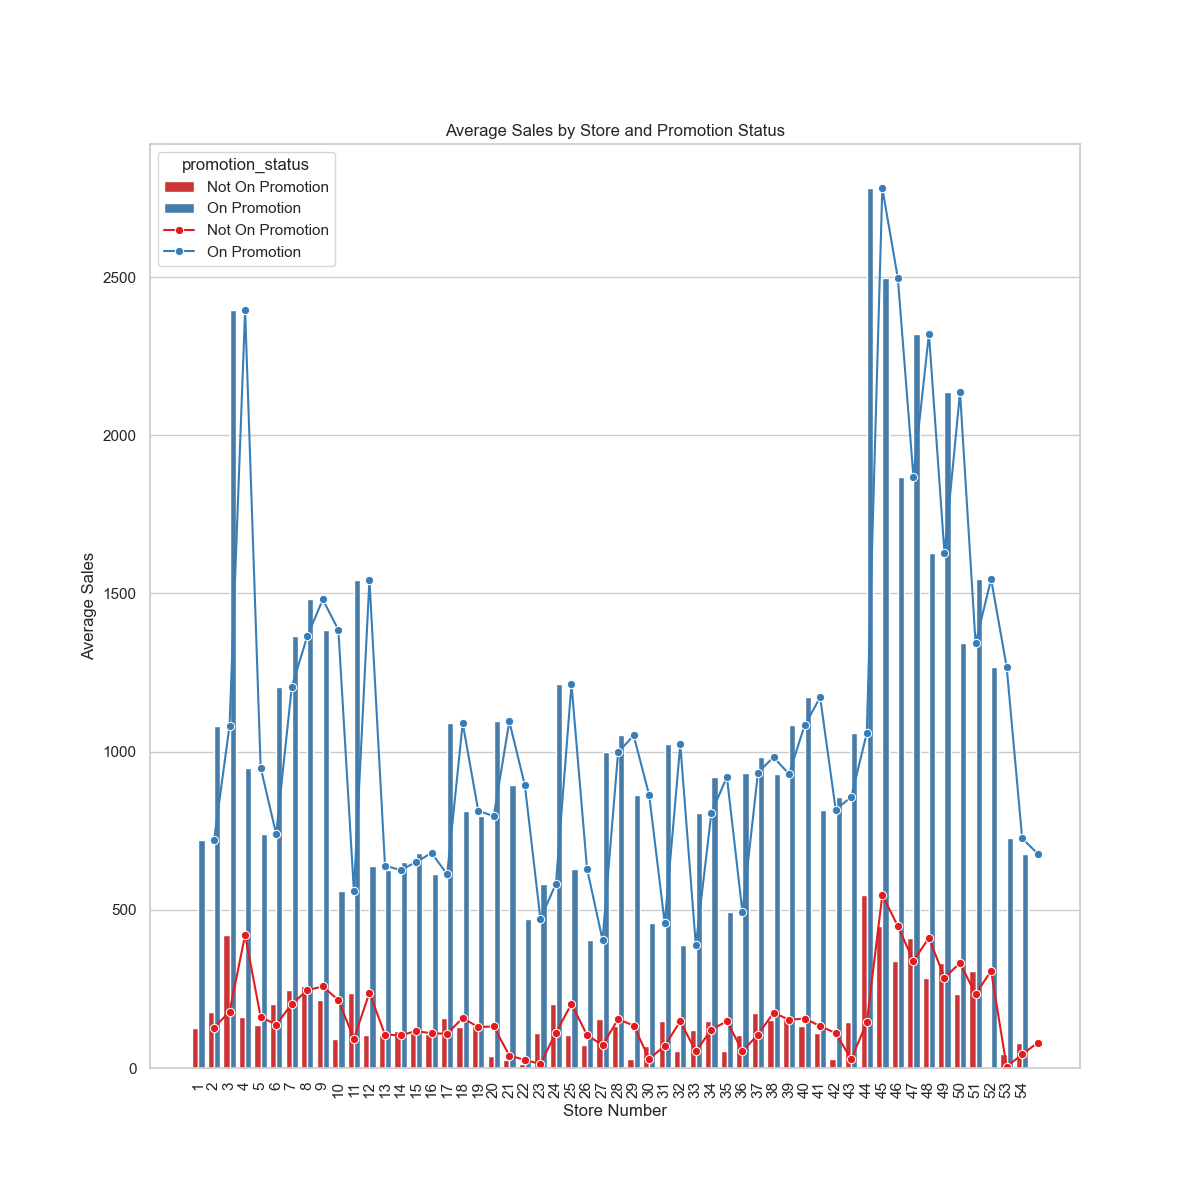 Average Sales by Store and Promotion Status
promotion_status
Not On Promotion
On Promotion
Not On Promotion
On Promotion
2500
2000
1500
1000
500
0
Average Sales
1 2 3 4 5 6 7 8 9 10 11 12 13 14 15 16 17 18 19 20 21 22 23 24 25 26 27 28 29 30 31 32 33 34 35 36 37 38 39 40 41 42 43 44 45 46 47 48 49 50 51 52 53 54
Store Number